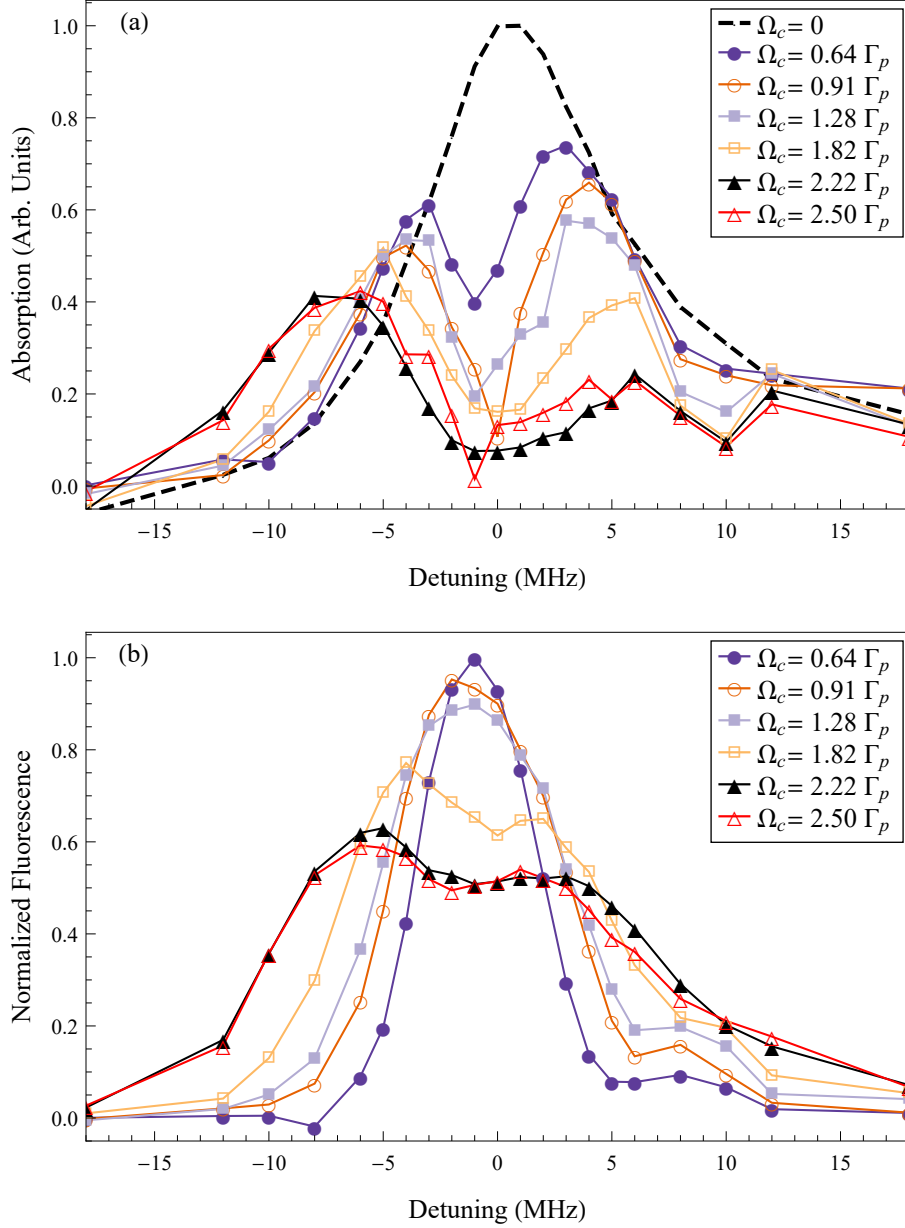 (a)
Absorption (Arb. Units)
1.0
0.8
0.6
0.4
0.2
0.0
−15
−10
−5
0
5
10
15
Detuning (MHz)
Ω_c = 0
Ω_c = 0.64 Γ_p
Ω_c = 0.91 Γ_p
Ω_c = 1.28 Γ_p
Ω_c = 1.82 Γ_p
Ω_c = 2.22 Γ_p
Ω_c = 2.50 Γ_p
(b)
Normalized Fluorescence
1.0
0.8
0.6
0.4
0.2
0.0
−15
−10
−5
0
5
10
15
Detuning (MHz)
Ω_c = 0.64 Γ_p
Ω_c = 0.91 Γ_p
Ω_c = 1.28 Γ_p
Ω_c = 1.82 Γ_p
Ω_c = 2.22 Γ_p
Ω_c = 2.50 Γ_p